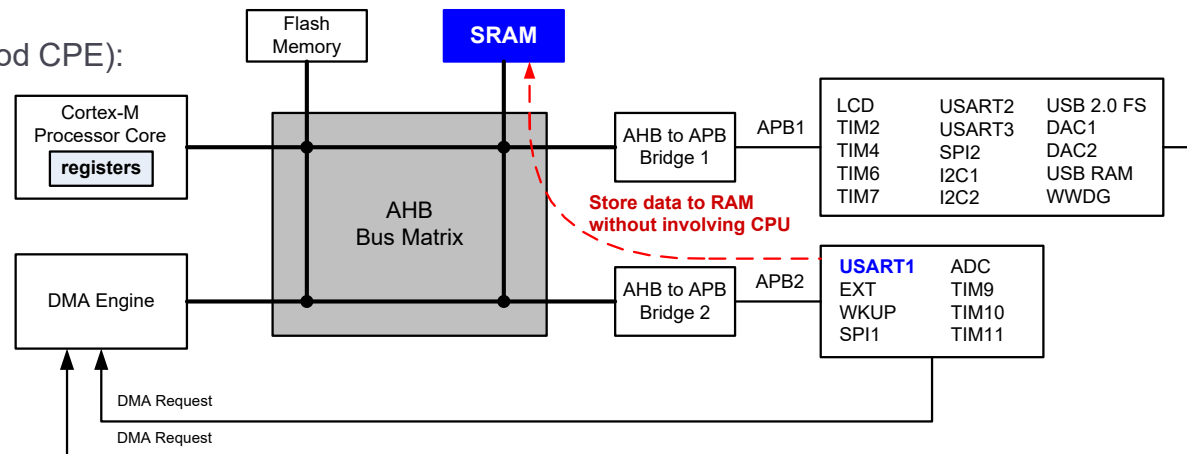 od CPE):
Flash
Memory
SRAM
Cortex-M
Processor Core
registers
AHB
Bus Matrix
AHB to APB
Bridge 1
APB1
LCD
TIM2
TIM4
TIM6
TIM7
USART2
USART3
SPI2
I2C1
I2C2
USB 2.0 FS
DAC1
DAC2
USB RAM
WWDG
Store data to RAM
without involving CPU
DMA Engine
AHB to APB
Bridge 2
APB2
USART1
EXT
WKUP
SPI1
ADC
TIM9
TIM10
TIM11
DMA Request
DMA Request